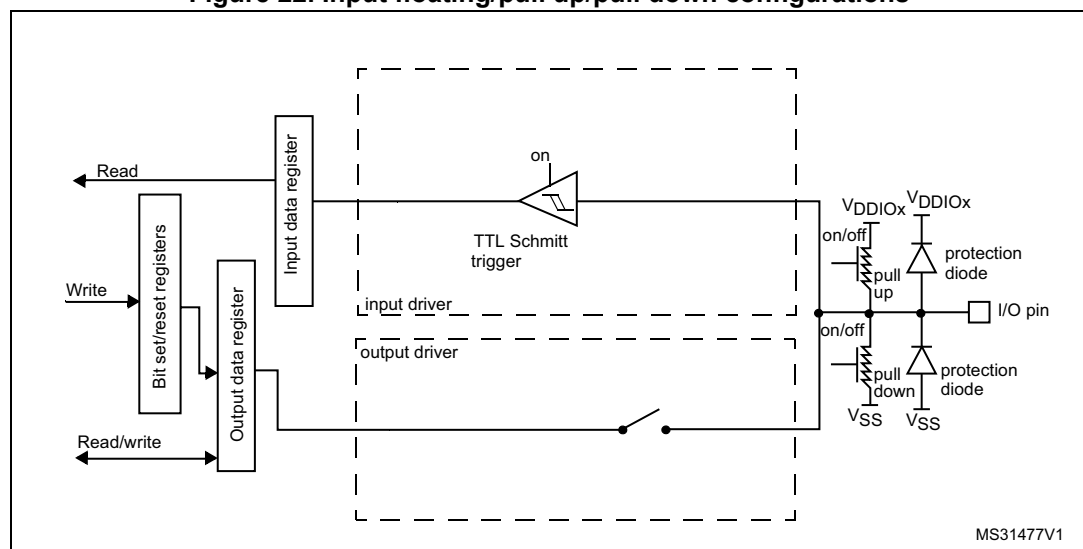 Figure 22. Input floating/pull up/pull down configurations
Input data register
on
Read
TTL Schmitt
trigger
VDDIOx
VDDIOx
on/off
pull
up
protection
diode
Bit set/reset registers
Write
Output data register
input driver
I/O pin
output driver
on/off
pull
down
protection
diode
VSS
VSS
Read/write
MS31477V1